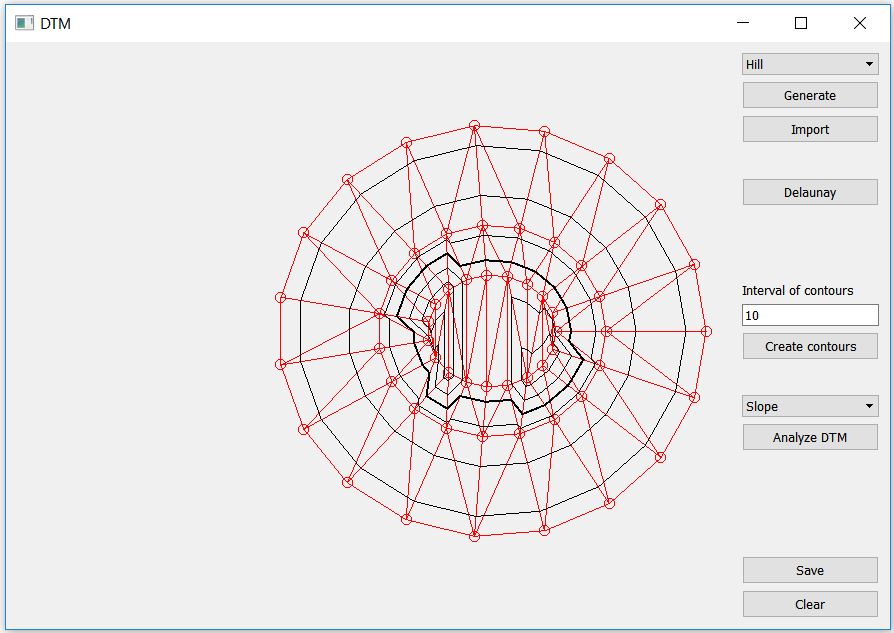 DTM
Hill
Generate
Import
Delaunay
Interval of contours
10
Create contours
Slope
Analyze DTM
Save
Clear